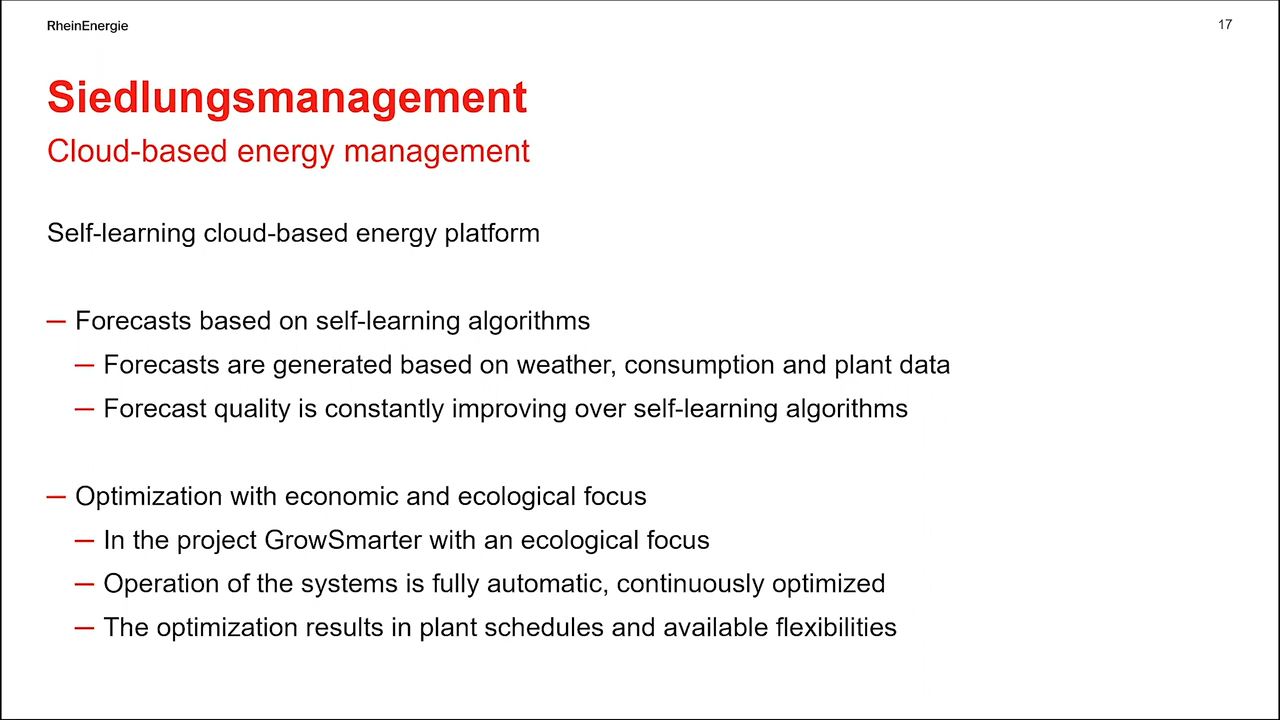 RheinEnergie
17
Siedlungsmanagement
Cloud-based energy management
Self-learning cloud-based energy platform
— Forecasts based on self-learning algorithms
— Forecasts are generated based on weather, consumption and plant data
— Forecast quality is constantly improving over self-learning algorithms
— Optimization with economic and ecological focus
— In the project GrowSmarter with an ecological focus
— Operation of the systems is fully automatic, continuously optimized
— The optimization results in plant schedules and available flexibilities